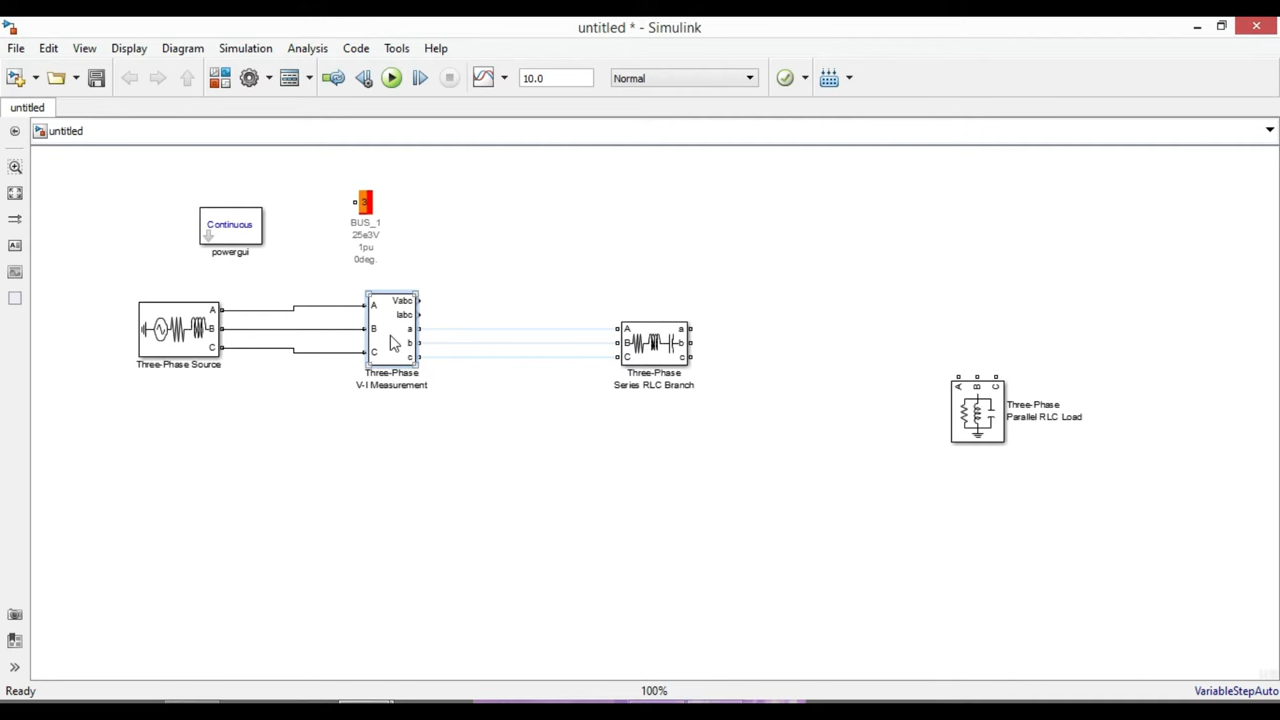 untitled * - Simulink
File Edit View Display Diagram Simulation Analysis Code Tools Help
10.0
Normal
untitled
untitled
3
BUS_1
25e3V
1pu
0deg.
Continuous
powergui
A
B
C
Three-Phase Source
A
B
C
Vabc
Iabc
a
b
c
Three-Phase
V-I Measurement
A
B
C
a
b
c
Three-Phase
Series RLC Branch
A B C
Three-Phase
Parallel RLC Load
Ready
100%
VariableStepAuto